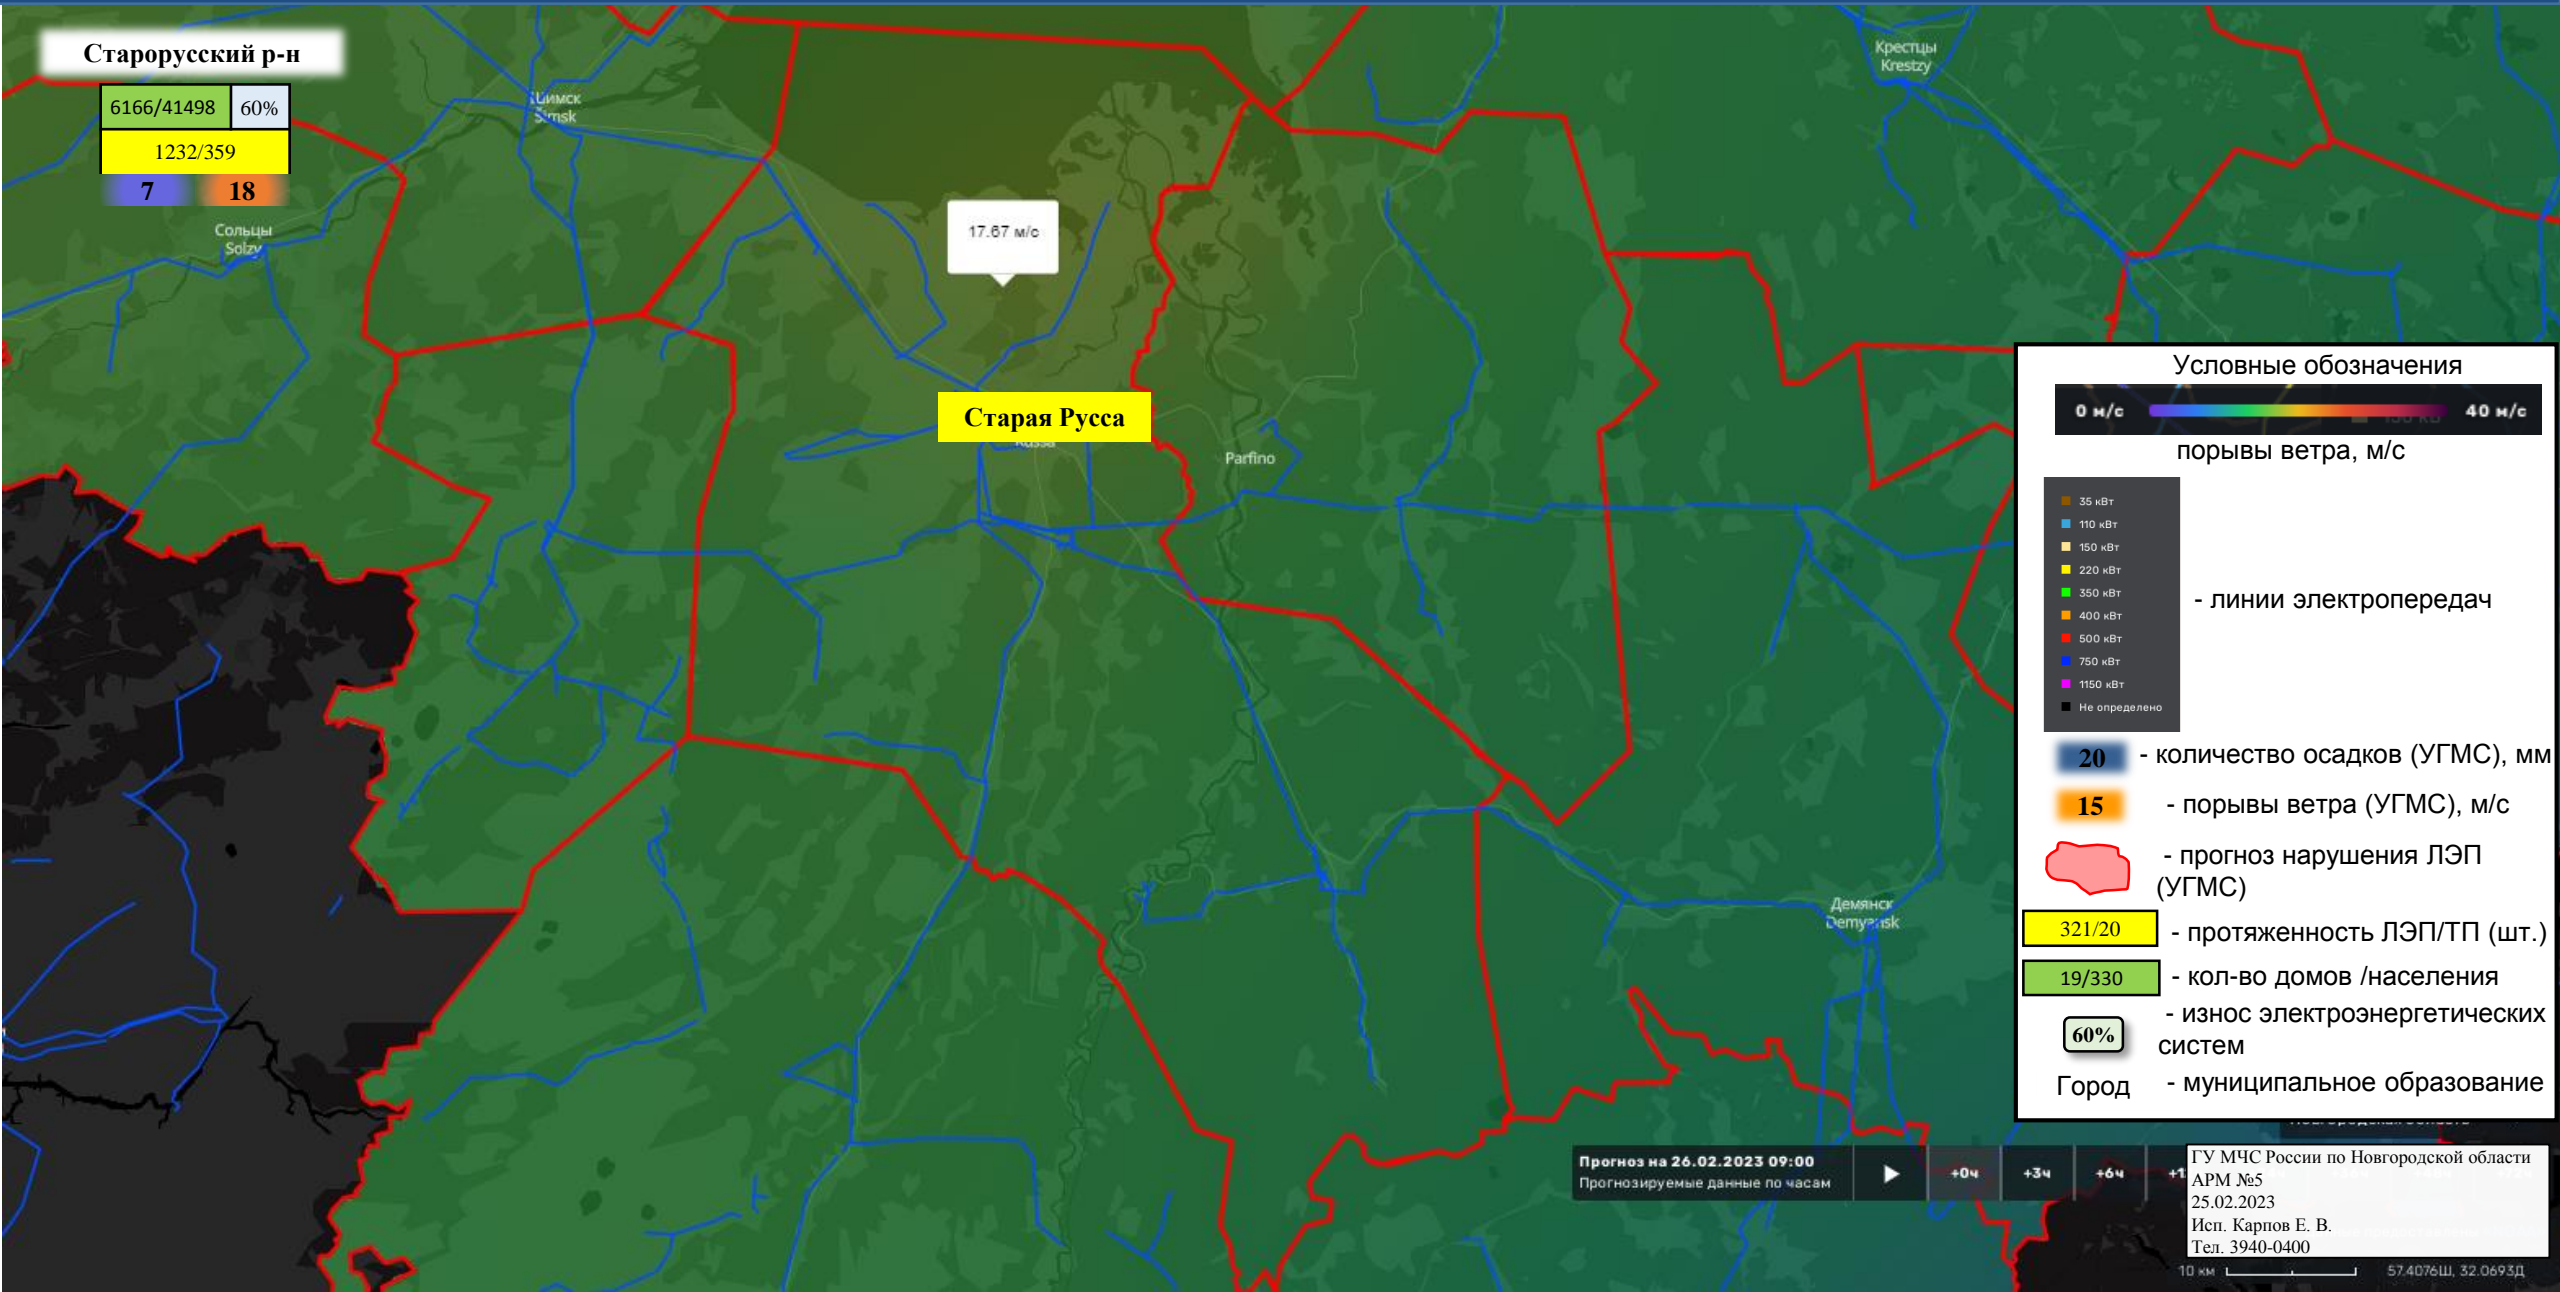 Старорусский р-н
6166/41498 60%
1232/359
7 18
Шимск
Šimsk
Крестцы
Krestzy
Сольцы
Solzy
17.67 м/с
Старая Русса
Parfino
Демянск
Demyansk
Условные обозначения
0 м/с 40 м/с
порывы ветра, м/с
35 кВт
110 кВт
150 кВт
220 кВт
350 кВт
400 кВт
500 кВт
750 кВт
1150 кВт
Не определено
- линии электропередач
20 - количество осадков (УГМС), мм
15 - порывы ветра (УГМС), м/с
- прогноз нарушения ЛЭП
(УГМС)
321/20 - протяженность ЛЭП/ТП (шт.)
19/330 - кол-во домов /населения
60% - износ электроэнергетических
систем
Город - муниципальное образование
Прогноз на 26.02.2023 09:00
Прогнозируемые данные по часам
+0ч +3ч +6ч
ГУ МЧС России по Новгородской области
АРМ №5
25.02.2023
Исп. Карпов Е. В.
Тел. 3940-0400
10 км 57.4076Ш, 32.0693Д